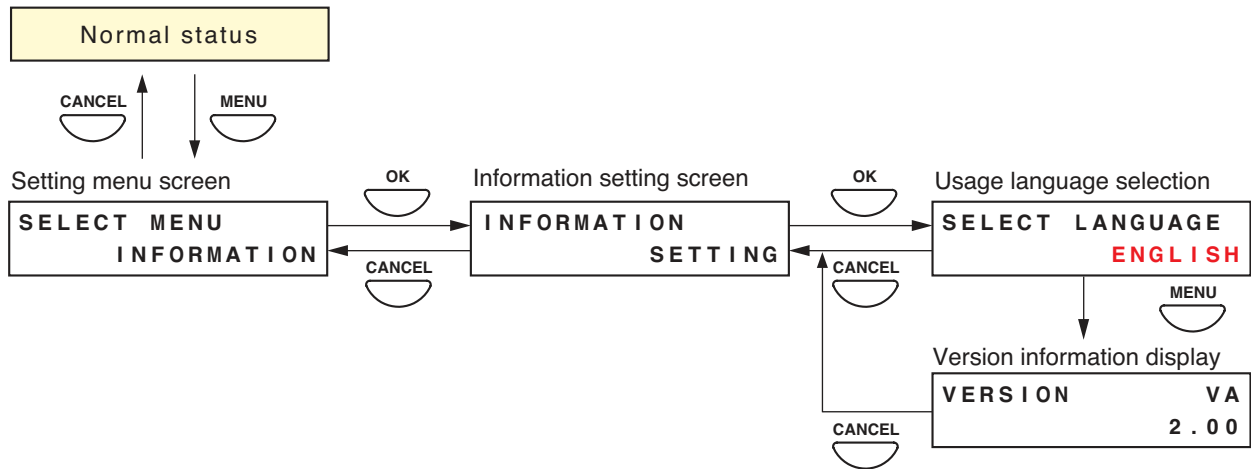 Normal status
CANCEL
MENU
Setting menu screen
SELECT MENU
INFORMATION
OK
CANCEL
Information setting screen
INFORMATION
SETTING
OK
CANCEL
Usage language selection
SELECT LANGUAGE
ENGLISH
MENU
Version information display
VERSION VA
2.00
CANCEL